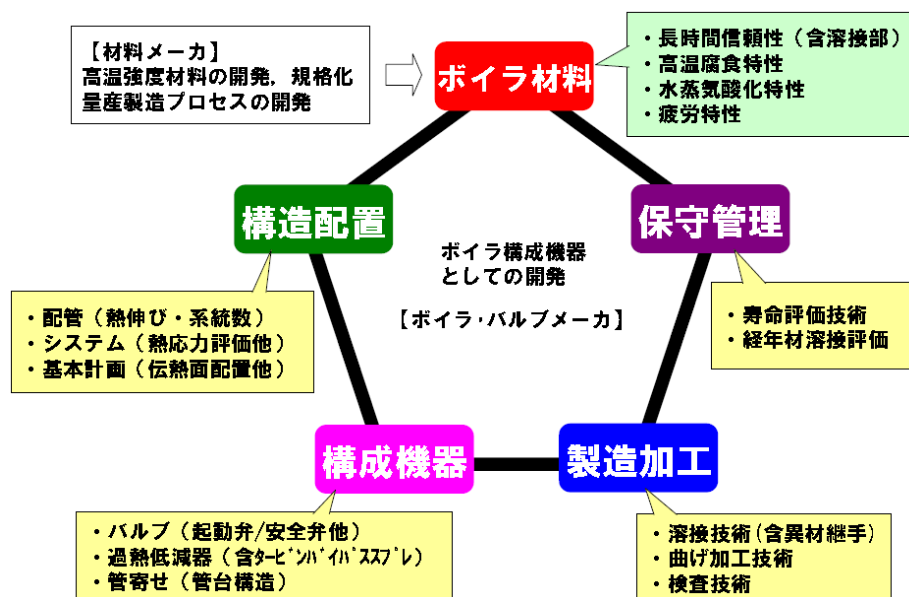 【材料メーカ】
高温強度材料の開発，規格化
量産製造プロセスの開発
ボイラ材料
・長時間信頼性（含溶接部）
・高温腐食特性
・水蒸気酸化特性
・疲労特性
構造配置
保守管理
ボイラ構成機器
としての開発
【ボイラ・バルブメーカ】
・配管（熱伸び・系統数）
・システム（熱応力評価他）
・基本計画（伝熱面配置他）
・寿命評価技術
・経年材溶接評価
構成機器
製造加工
・バルブ（起動弁/安全弁他）
・過熱低減器（含ﾀｰﾋﾞﾝﾊﾞｲﾊﾟｽｽﾌﾟﾚ）
・管寄せ（管台構造）
・溶接技術(含異材継手）
・曲げ加工技術
・検査技術